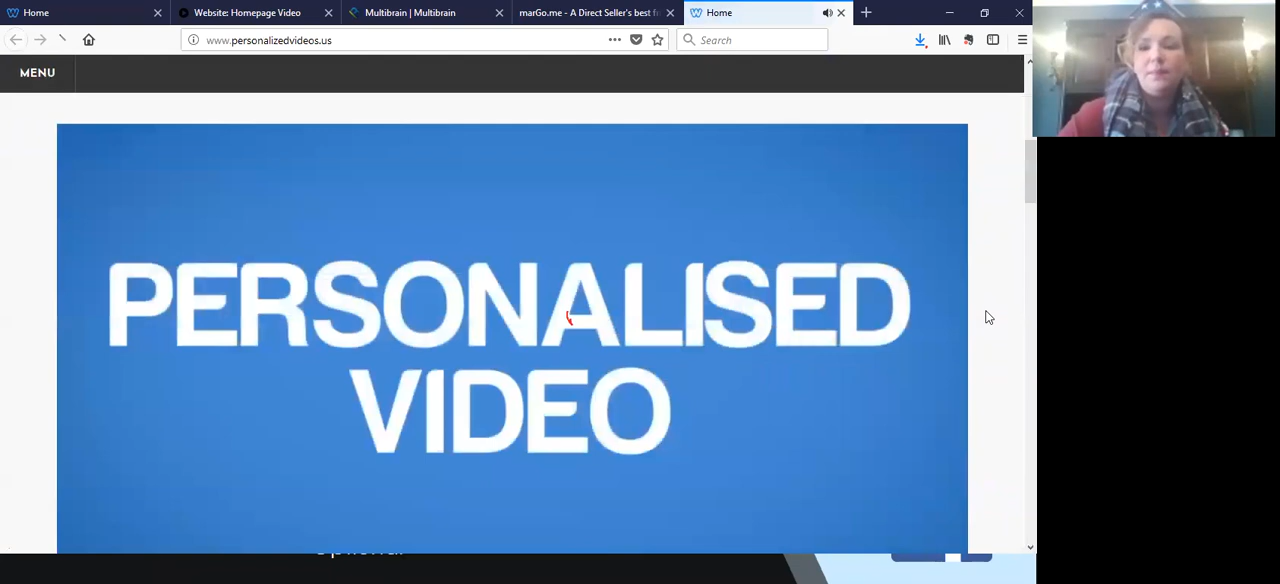 Home
Website: Homepage Video
Multibrain | Multibrain
marGo.me - A Direct Seller's best f
Home
www.personalizedvideos.us
Search
MENU
PERSONALISED
VIDEO